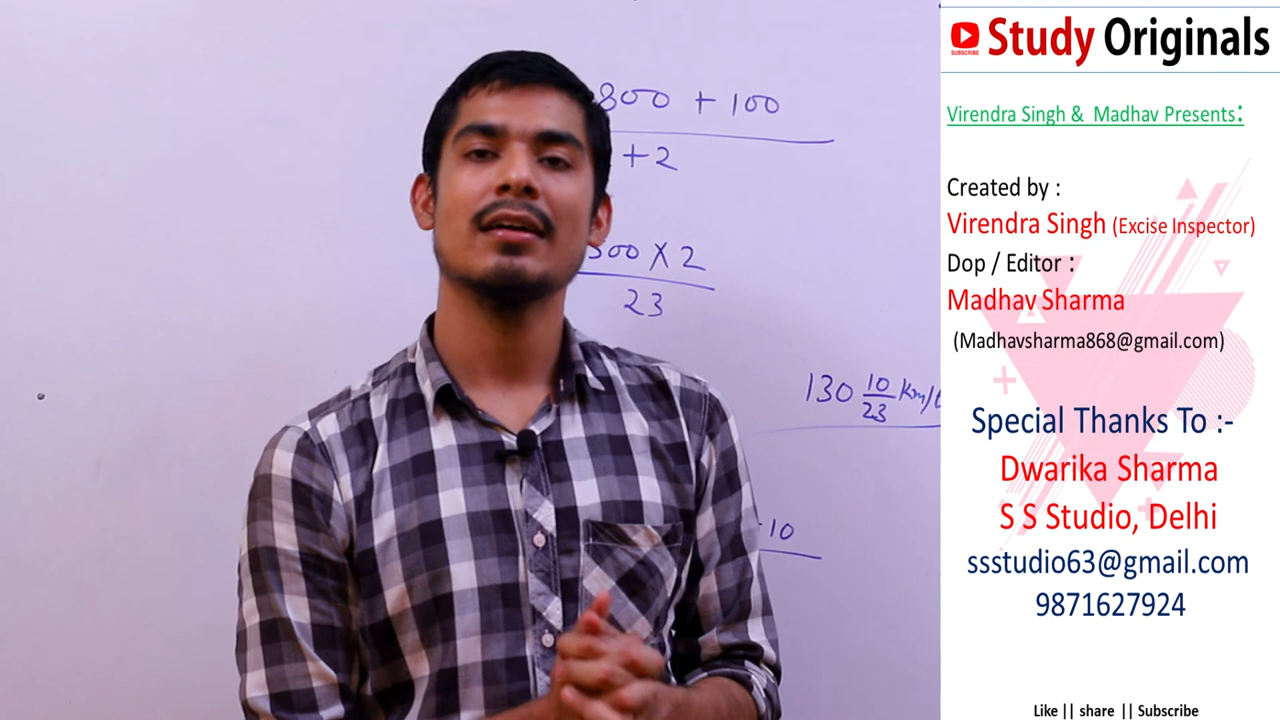 800 + 100
+ 2
500 X 2
23
130 10/23 Km/
10
SUBSCRIBE
Study Originals
Virendra Singh & Madhav Presents:
Created by :
Virendra Singh (Excise Inspector)
Dop / Editor :
Madhav Sharma
(Madhavsharma868@gmail.com)
Special Thanks To :-
Dwarika Sharma
S S Studio, Delhi
ssstudio63@gmail.com
9871627924
Like || share || Subscribe